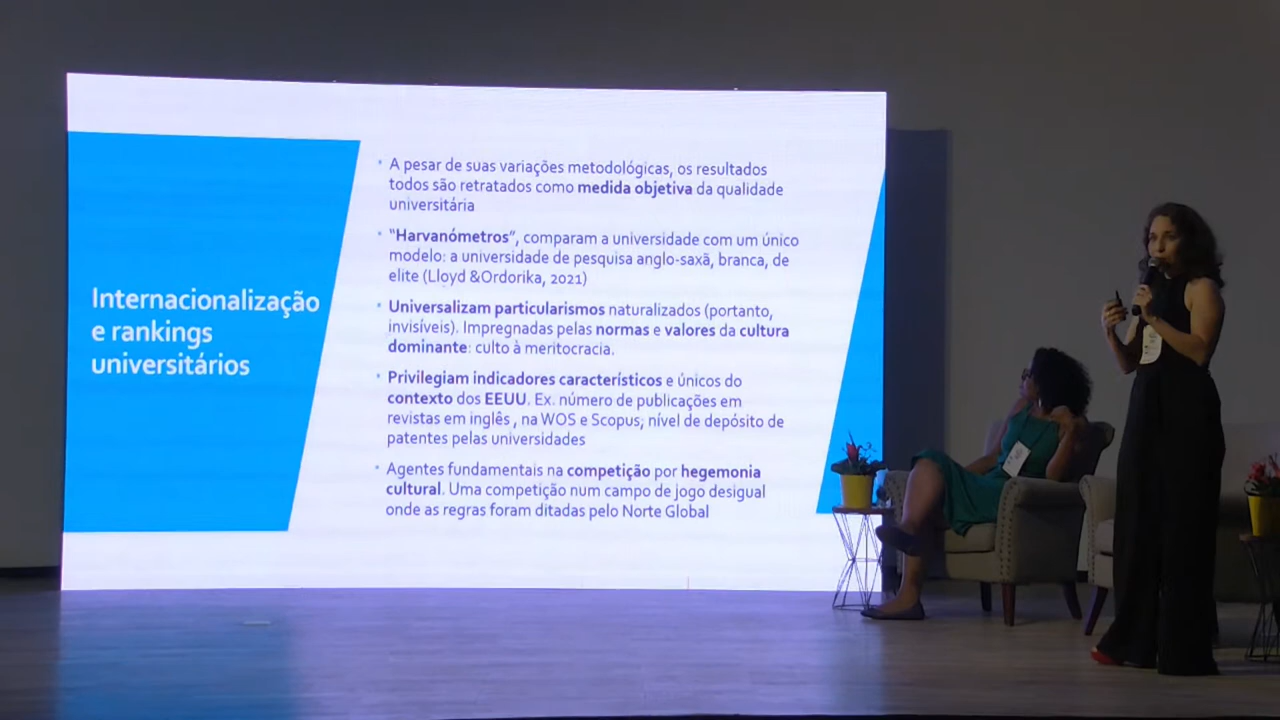 Internacionalização
e rankings
universitários
A pesar de suas variações metodológicas, os resultados
todos são retratados como medida objetiva da qualidade
universitária
"Harvanómetros", comparam a universidade com um único
modelo: a universidade de pesquisa anglo-saxã, branca, de
elite (Lloyd &Ordorika, 2021)
Universalizam particularismos naturalizados (portanto,
invisíveis). Impregnadas pelas normas e valores da cultura
dominante: culto à meritocracia.
Privilegiam indicadores característicos e únicos do
contexto dos EEUU. Ex. número de publicações em
revistas em inglês , na WOS e Scopus; nível de depósito de
patentes pelas universidades
Agentes fundamentais na competição por hegemonia
cultural. Uma competição num campo de jogo desigual
onde as regras foram ditadas pelo Norte Global